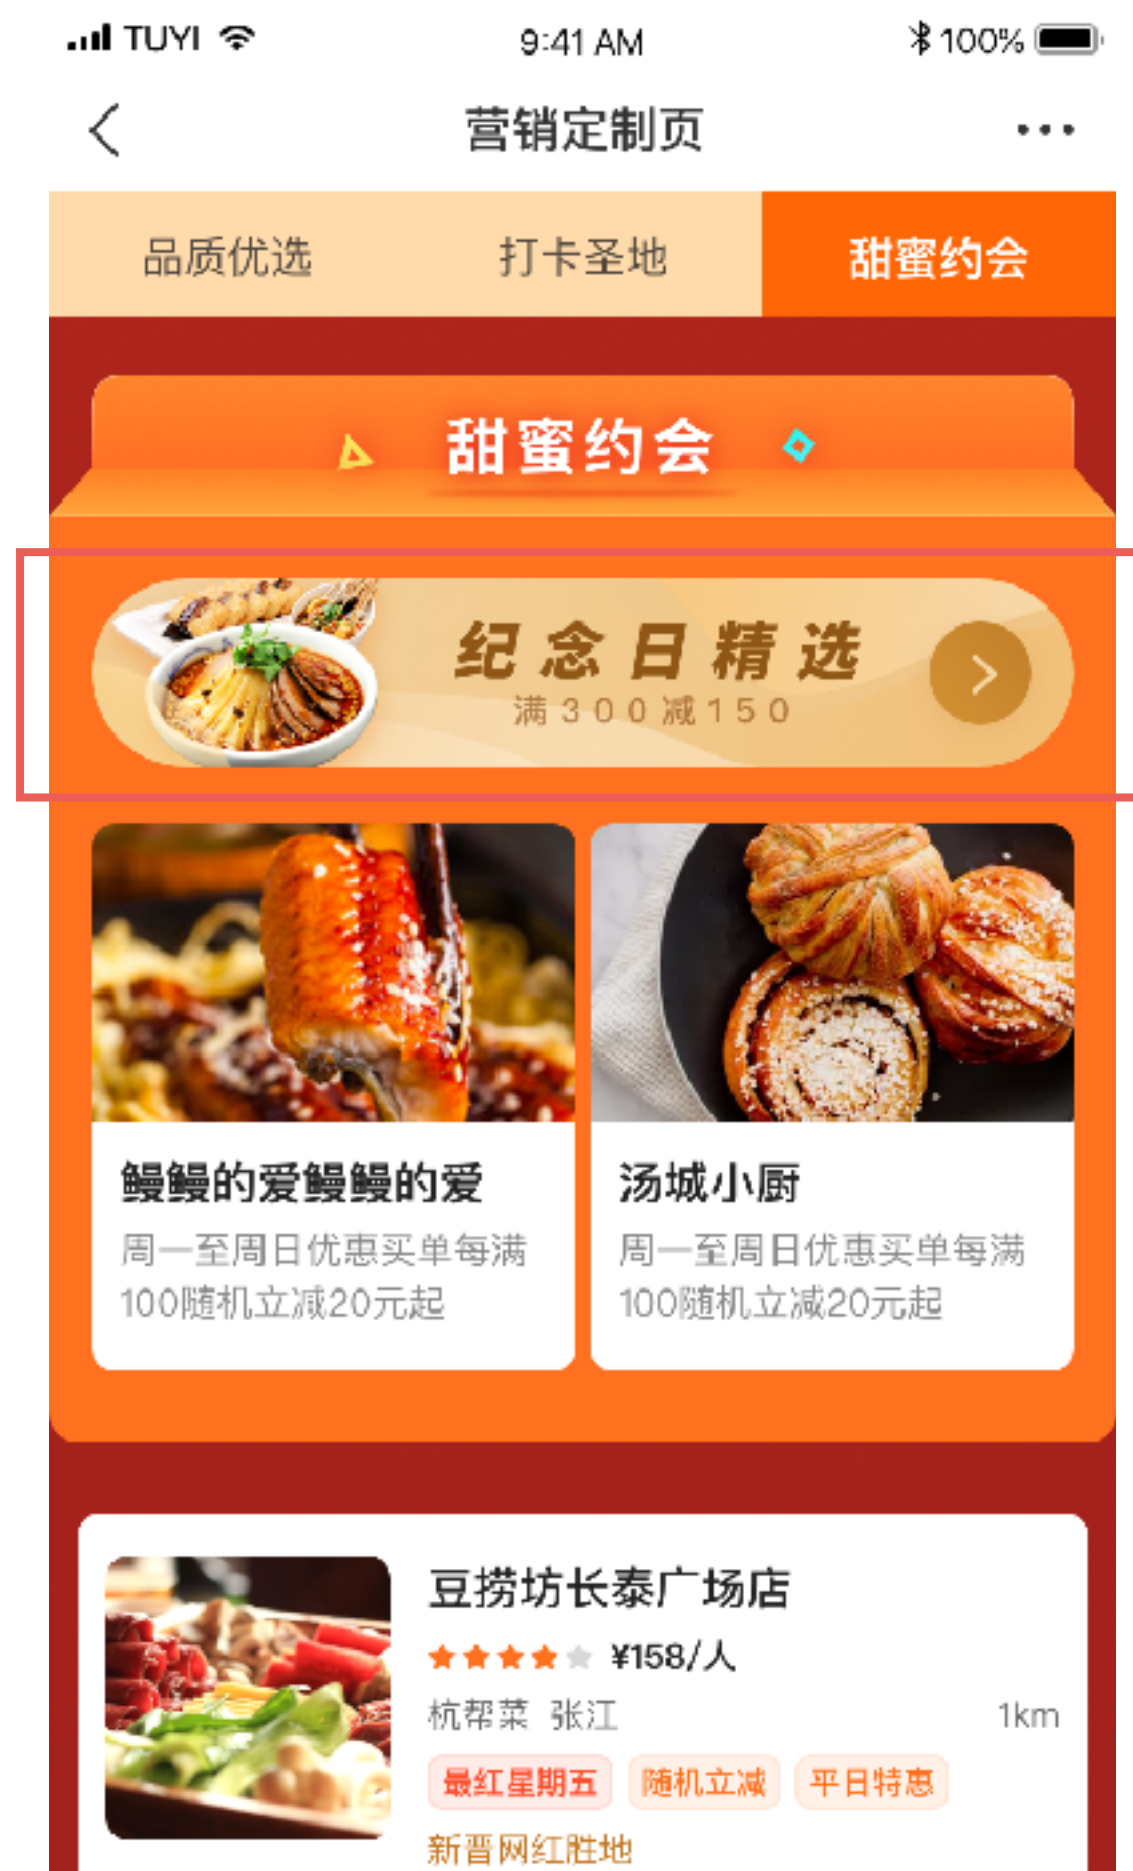 TUYI 9:41 AM 100%
营销定制页
品质优选 打卡圣地 甜蜜约会
甜蜜约会
纪念日精选
满300减150
鳗鳗的爱鳗鳗的爱
周一至周日优惠买单每满
100随机立减20元起
汤城小厨
周一至周日优惠买单每满
100随机立减20元起
豆捞坊长泰广场店
¥158/人
杭帮菜 张江 1km
最红星期五 随机立减 平日特惠
新晋网红胜地